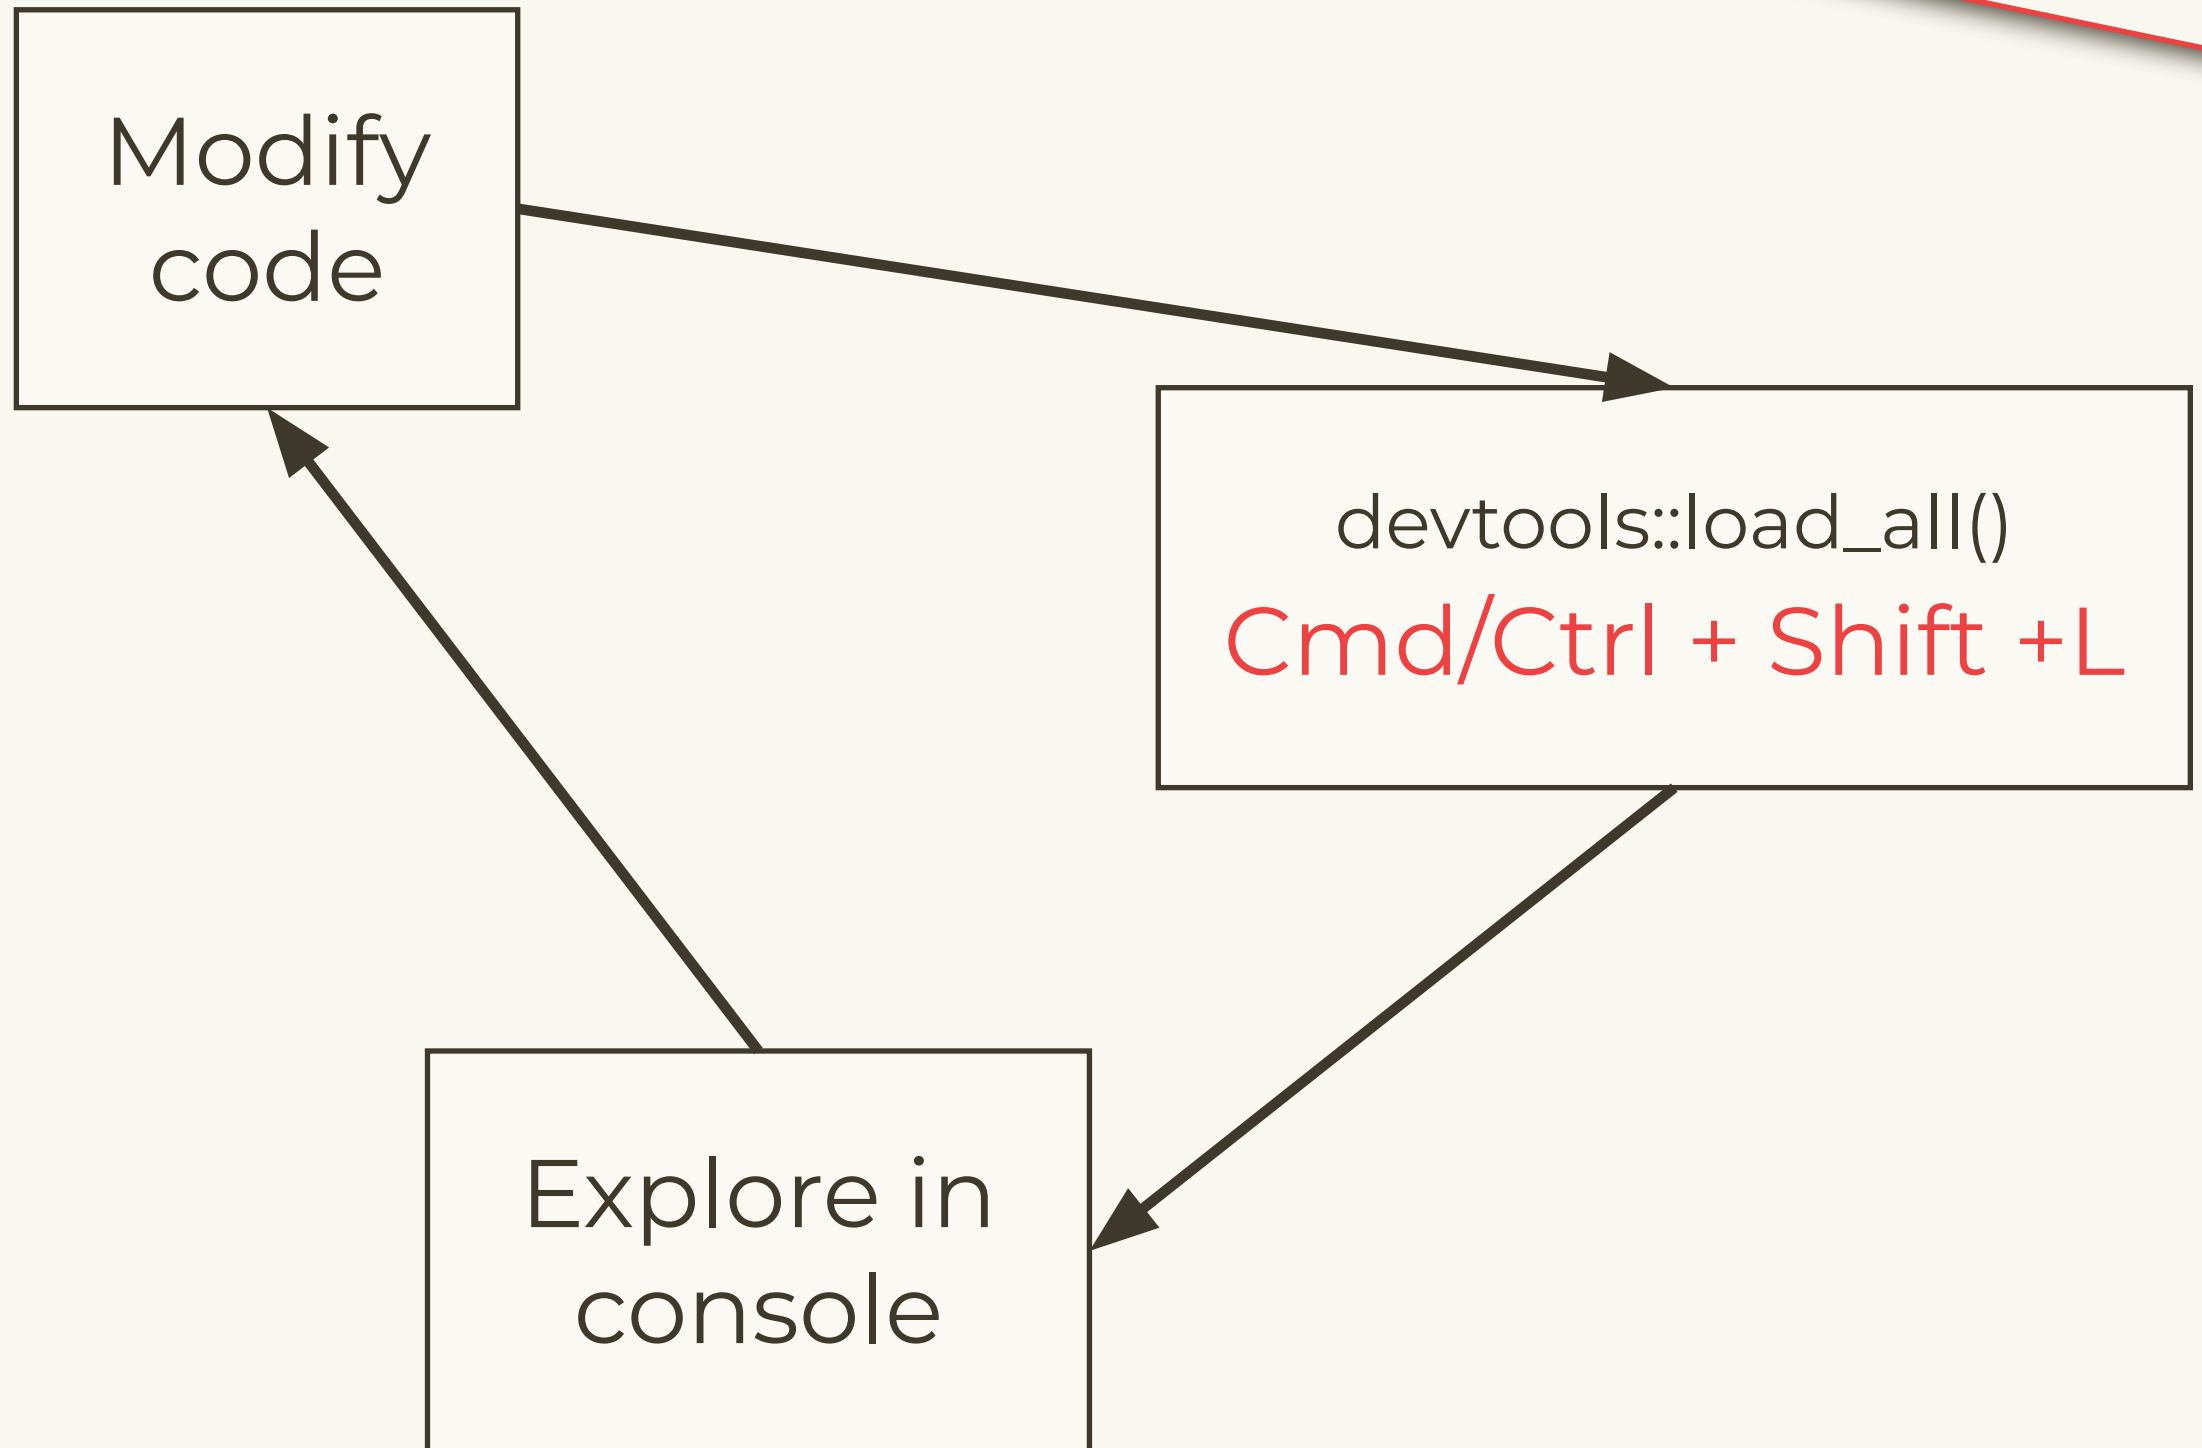 Modify
code
devtools::load_all()
Cmd/Ctrl + Shift +L
Explore in
console